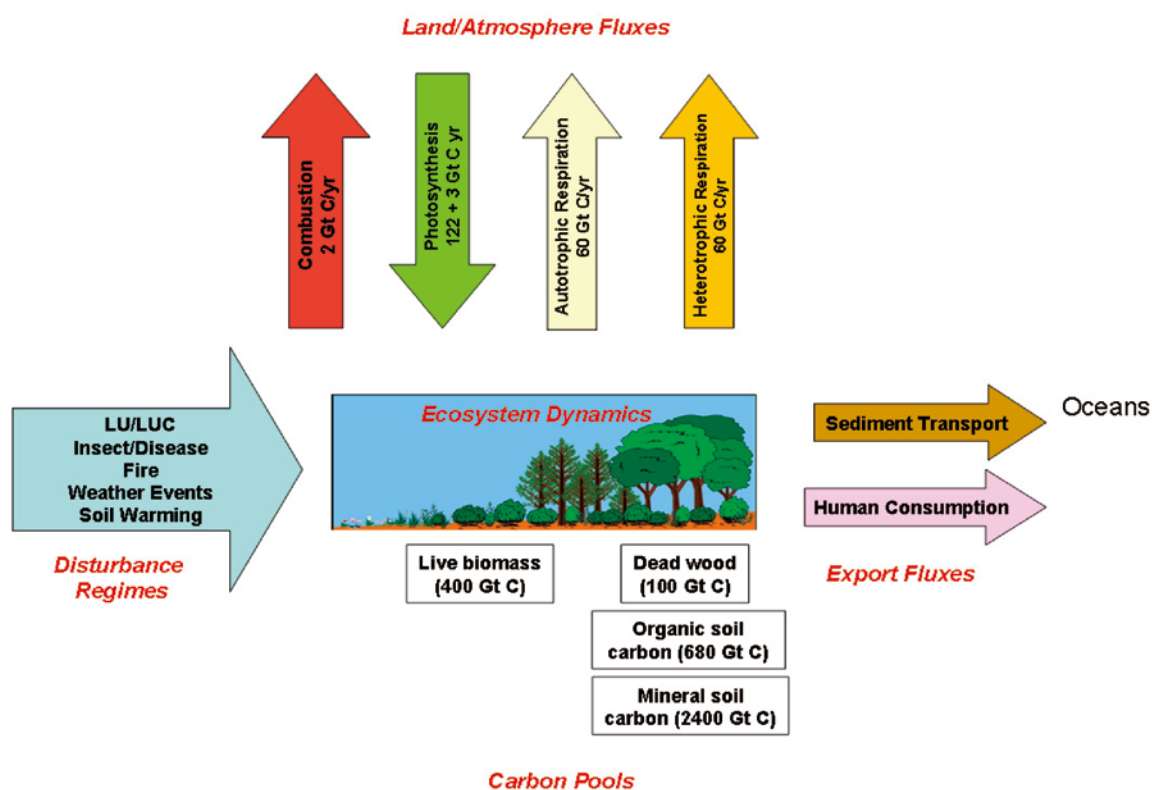 Land/Atmosphere Fluxes
Combustion
2 Gt C/yr
Photosynthesis
122 + 3 Gt C yr
Autotrophic Respiration
60 Gt C/yr
Heterotrophic Respiration
60 Gt C/yr
LU/LUC
Insect/Disease
Fire
Weather Events
Soil Warming
Disturbance
Regimes
Ecosystem Dynamics
Sediment Transport
Oceans
Human Consumption
Export Fluxes
Live biomass
(400 Gt C)
Dead wood
(100 Gt C)
Organic soil
carbon (680 Gt C)
Mineral soil
carbon (2400 Gt C)
Carbon Pools